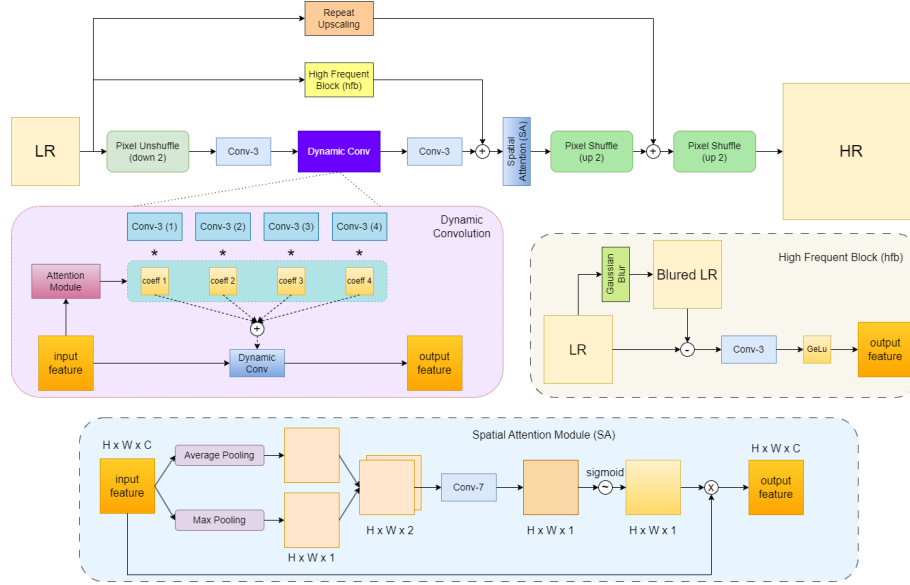 Repeat
Upscaling
High Frequent
Block (hfb)
LR
Pixel Unshuffle
(down 2)
Conv-3
Dynamic Conv
Conv-3
+
Spatial
Attention (SA)
Pixel Shuffle
(up 2)
+
Pixel Shuffle
(up 2)
HR
Dynamic
Convolution
Conv-3 (1)
Conv-3 (2)
Conv-3 (3)
Conv-3 (4)
* * * *
Attention
Module
coeff 1
coeff 2
coeff 3
coeff 4
+
input
feature
Dynamic
Conv
output
feature
High Frequent Block (hfb)
Gaussian
Blur
Blured LR
LR
-
Conv-3
GeLu
output
feature
Spatial Attention Module (SA)
H x W x C
input
feature
Average Pooling
Max Pooling
H x W x 1
H x W x 2
Conv-7
H x W x 1
sigmoid
~
H x W x 1
x
H x W x C
output
feature